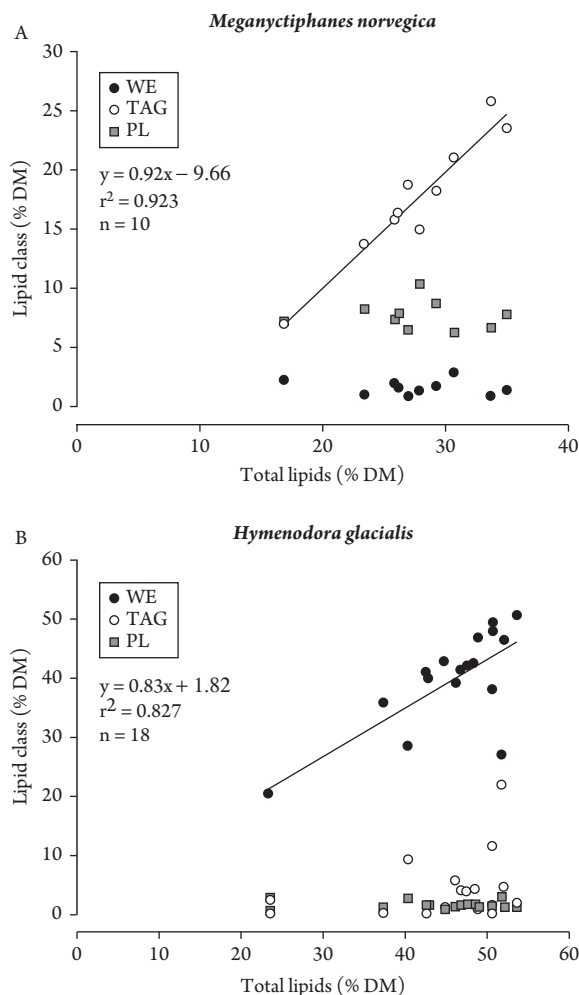 A
Meganyctiphanes norvegica
30
25
20
15
10
5
0
Lipid class (% DM)
WE
TAG
PL
y = 0.92x – 9.66
r² = 0.923
n = 10
0 10 20 30 40
Total lipids (% DM)
B
Hymenodora glacialis
60
50
40
30
20
10
0
Lipid class (% DM)
WE
TAG
PL
y = 0.83x + 1.82
r² = 0.827
n = 18
0 10 20 30 40 50 60
Total lipids (% DM)